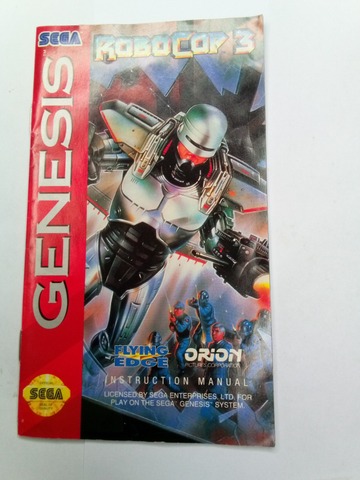 SEGA
ROBOCOP 3
GENESIS
FLYING
EDGE
ORION
PICTURES CORPORATION
INSTRUCTION MANUAL
LICENSED BY SEGA ENTERPRISES, LTD. FOR
PLAY ON THE SEGA™ GENESIS™ SYSTEM.
SEGA